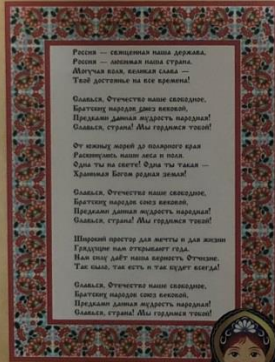 Россия — священная наша держава,
Россия — любимая наша страна.
Могучая воля, великая слава —
Твоё достоянье на все времена!
Славься, Отечество наше свободное,
Братских народов союз вековой,
Предками данная мудрость народная!
Славься, страна! Мы гордимся тобой!
От южных морей до полярного края
Раскинулись наши леса и поля.
Одна ты на свете! Одна ты такая —
Хранимая Богом родная земля!
Славься, Отечество наше свободное,
Братских народов союз вековой,
Предками данная мудрость народная!
Славься, страна! Мы гордимся тобой!
Широкий простор для мечты и для жизни
Грядущие нам открывают года.
Нам силу даёт наша верность Отчизне.
Так было, так есть и так будет всегда!
Славься, Отечество наше свободное,
Братских народов союз вековой,
Предками данная мудрость народная!
Славься, страна! Мы гордимся тобой!